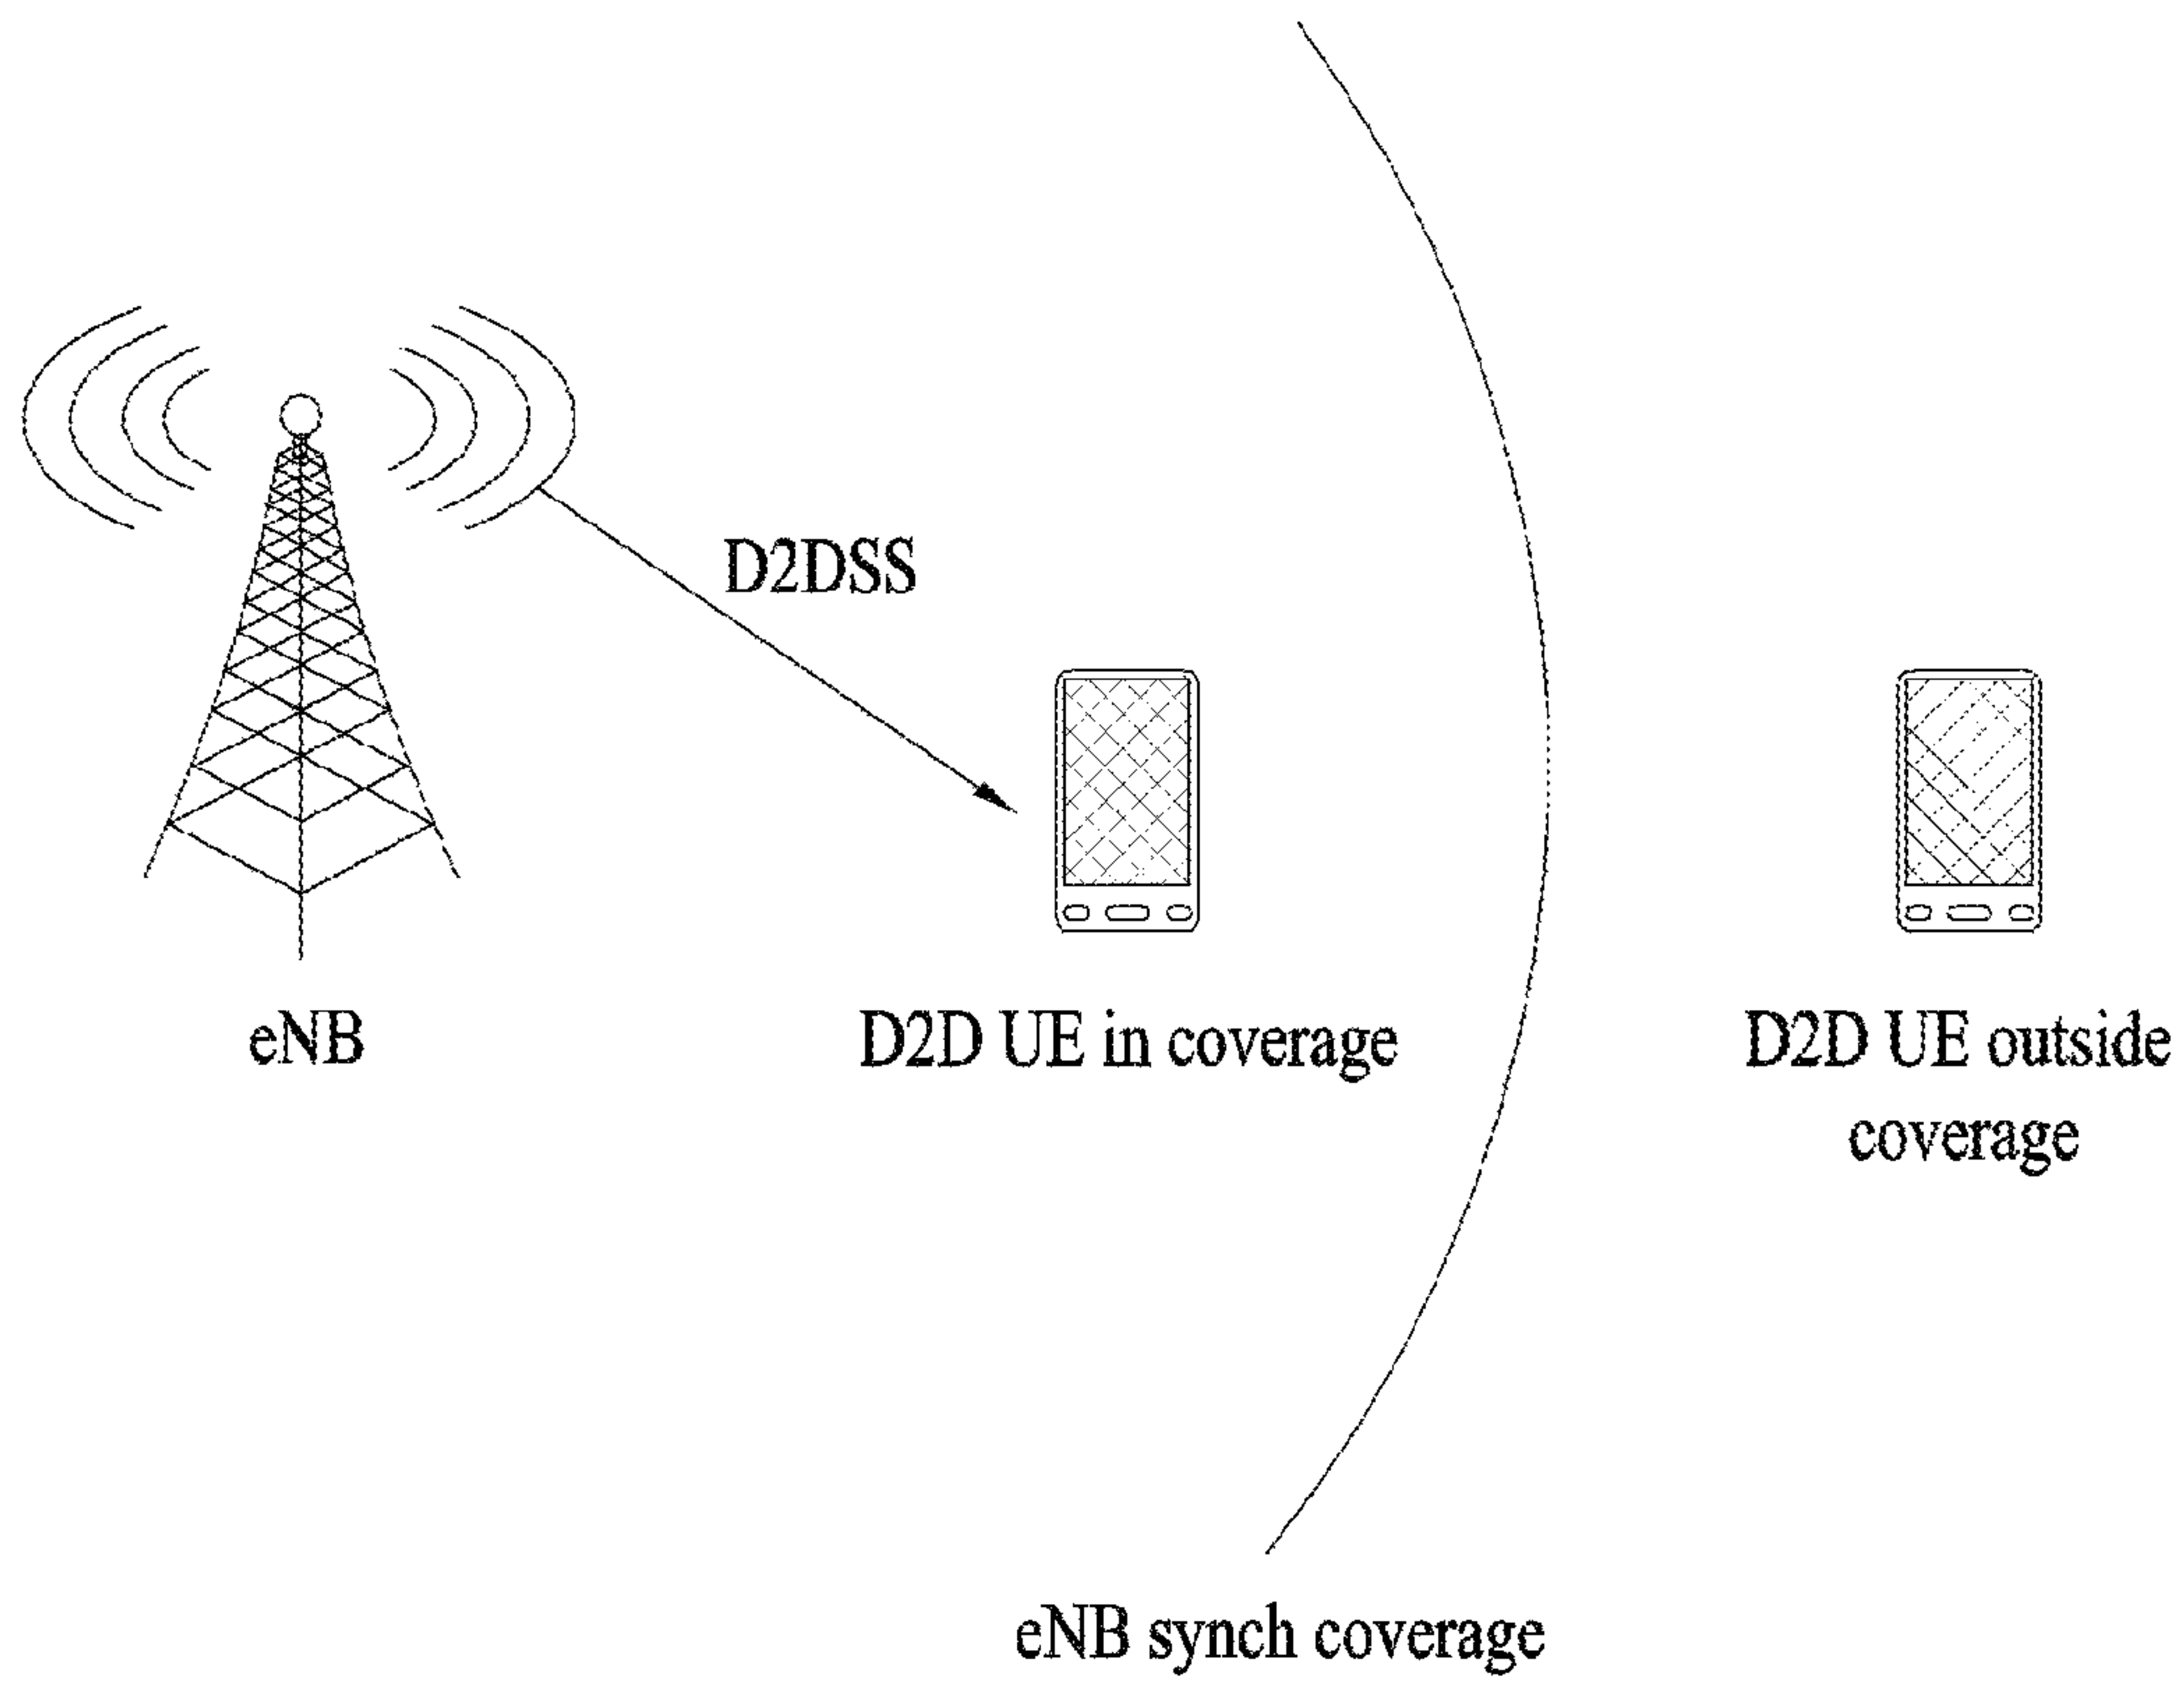 D2DSS
eNB
D2D UE in coverage
D2D UE outside
coverage
eNB synch coverage